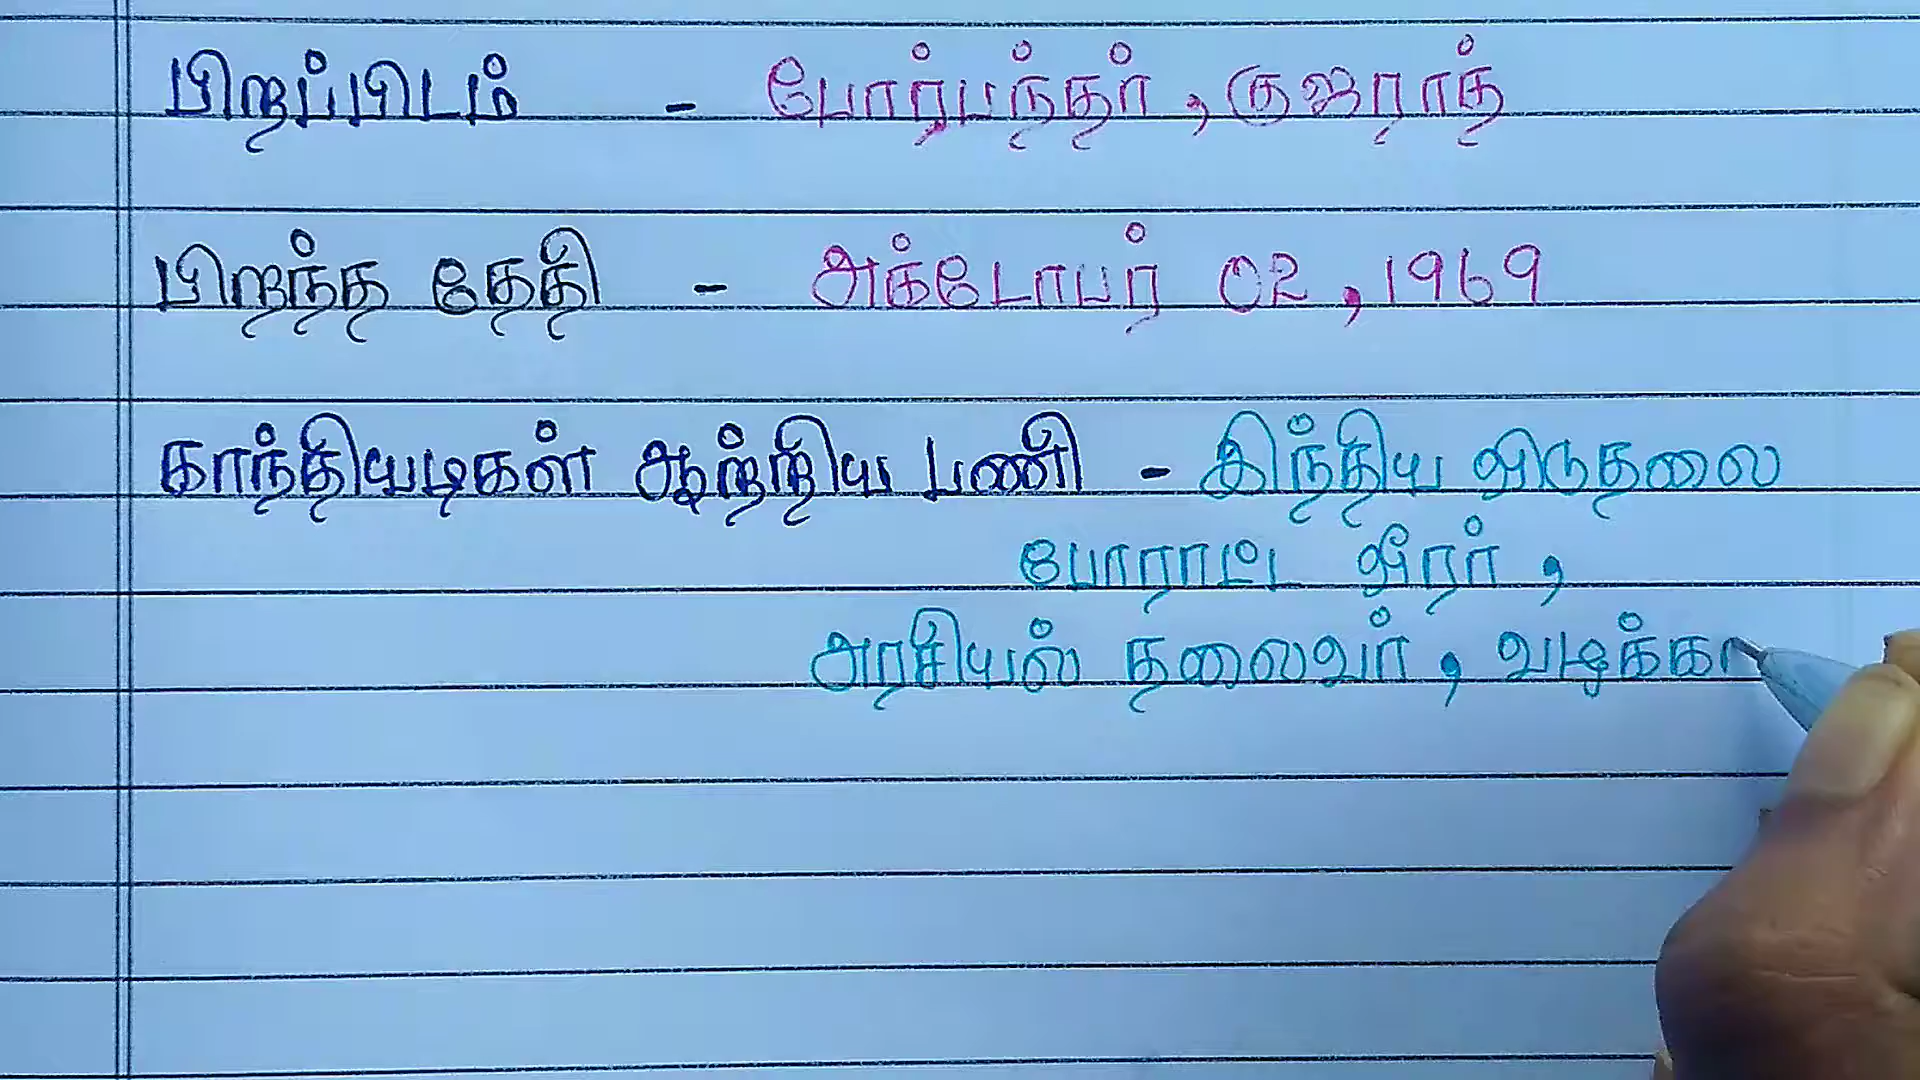 பிறப்பிடம் - போர்பந்தர், குஜராத்
பிறந்த தேதி - அக்டோபர் 02, 1969
காந்தியடிகள் ஆற்றிய பணி - இந்திய விடுதலை
போராட்ட வீரர்,
அரசியல் தலைவர், வடிக்கா